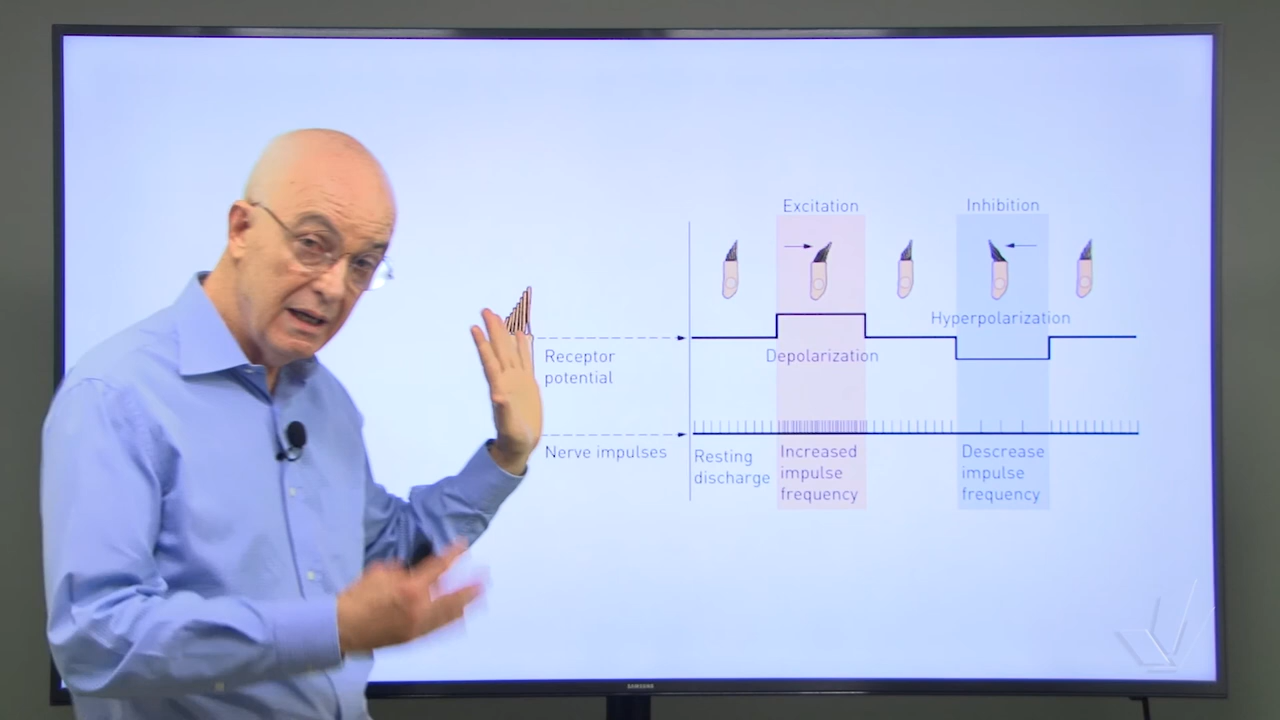 Excitation
Inhibition
Hyperpolarization
Receptor
potential
Depolarization
Nerve impulses
Resting
discharge
Increased
impulse
frequency
Descrease
impulse
frequency
SAMSUNG